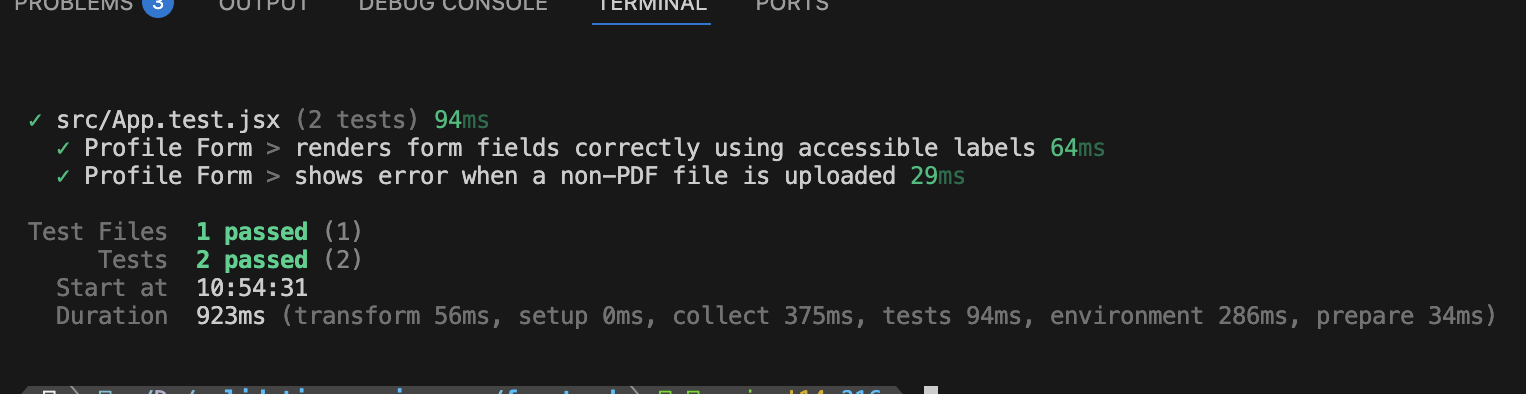 PROBLEMS 3 OUTPUT DEBUG CONSOLE TERMINAL PORTS
✓ src/App.test.jsx (2 tests) 94ms
✓ Profile Form > renders form fields correctly using accessible labels 64ms
✓ Profile Form > shows error when a non-PDF file is uploaded 29ms
Test Files 1 passed (1)
Tests 2 passed (2)
Start at 10:54:31
Duration 923ms (transform 56ms, setup 0ms, collect 375ms, tests 94ms, environment 286ms, prepare 34ms)